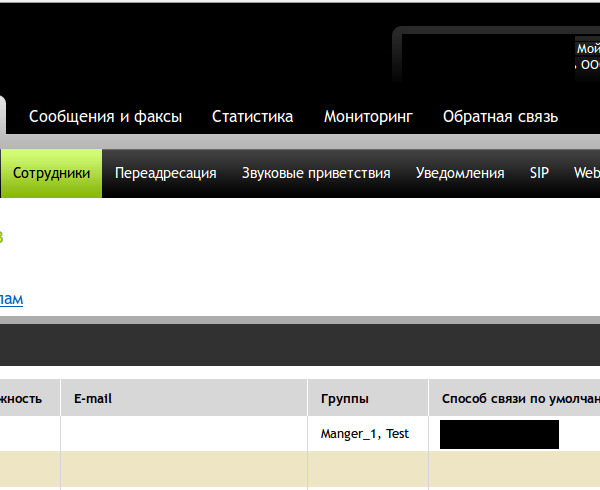 Мой
ООО
Сообщения и факсы Статистика Мониторинг Обратная связь
Сотрудники Переадресация Звуковые приветствия Уведомления SIP Web
в
пам
жность E-mail Группы Способ связи по умолчан
Manger_1, Test